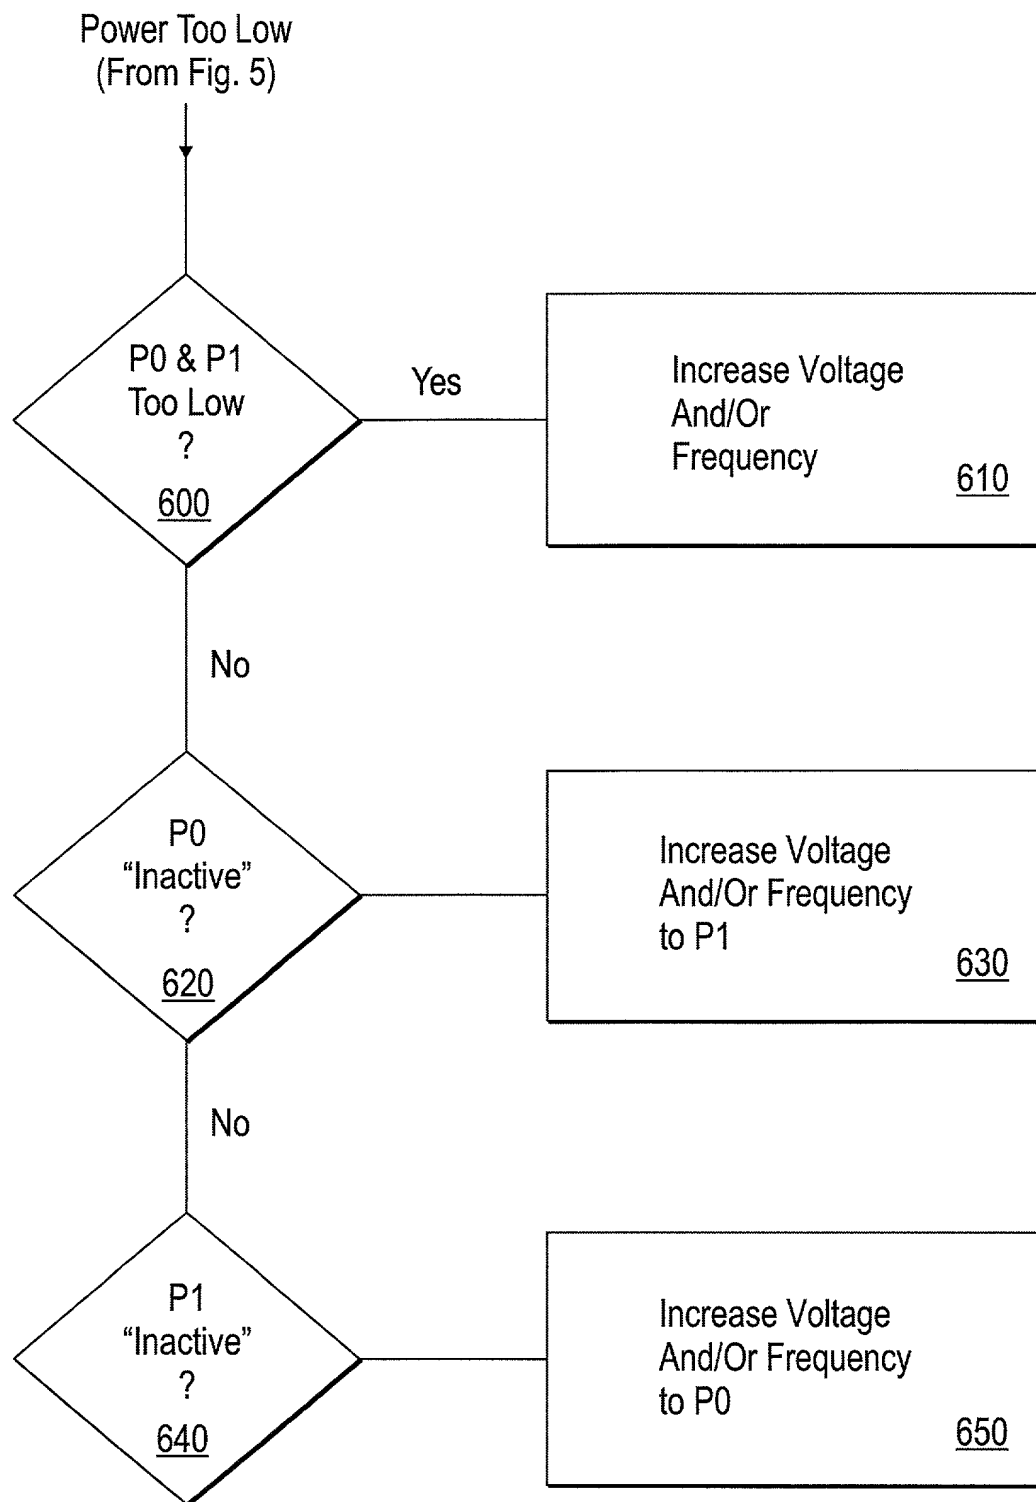 Power Too Low
(From Fig. 5)
P0 & P1
Too Low
?
600
Yes
Increase Voltage
And/Or
Frequency
610
No
P0
“Inactive”
?
620
Increase Voltage
And/Or Frequency
to P1
630
No
P1
“Inactive”
?
640
Increase Voltage
And/Or Frequency
to P0
650